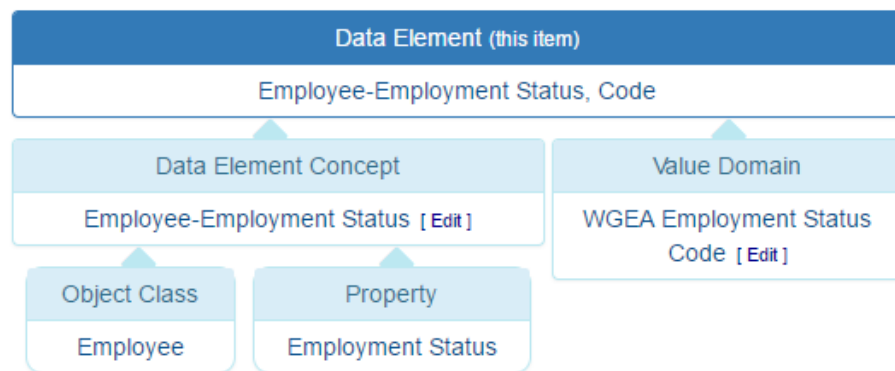 Data Element (this item)
Employee-Employment Status, Code
Data Element Concept
Value Domain
Employee-Employment Status [ Edit ]
WGEA Employment Status
Code [ Edit ]
Object Class
Property
Employee
Employment Status